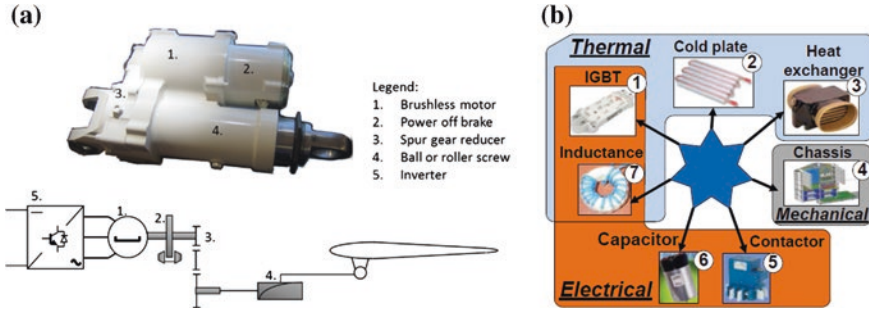 (a)
1.
2.
3.
4.
Legend:
1. Brushless motor
2. Power off brake
3. Spur gear reducer
4. Ball or roller screw
5. Inverter
5.
1.
2.
3.
4.
(b)
Thermal
Cold plate
Heat
exchanger
IGBT
1
2
3
Inductance
7
Chassis
4
Mechanical
Capacitor
Contactor
6
5
Electrical